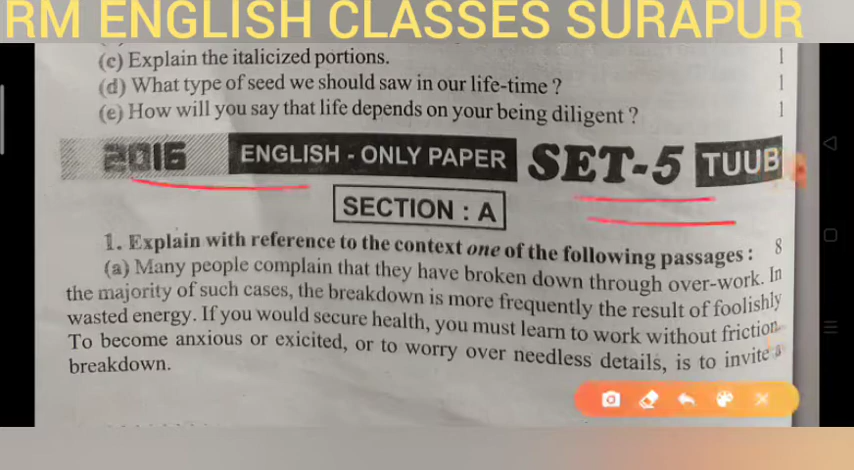 RM ENGLISH CLASSES SURAPUR
(c) Explain the italicized portions. 1
(d) What type of seed we should saw in our life-time ? 1
(e) How will you say that life depends on your being diligent ? 1
2016 ENGLISH - ONLY PAPER SET-5 TUUB
SECTION : A
1. Explain with reference to the context one of the following passages : 8
(a) Many people complain that they have broken down through over-work. In
the majority of such cases, the breakdown is more frequently the result of foolishly
wasted energy. If you would secure health, you must learn to work without friction.
To become anxious or exicited, or to worry over needless details, is to invite a
breakdown.